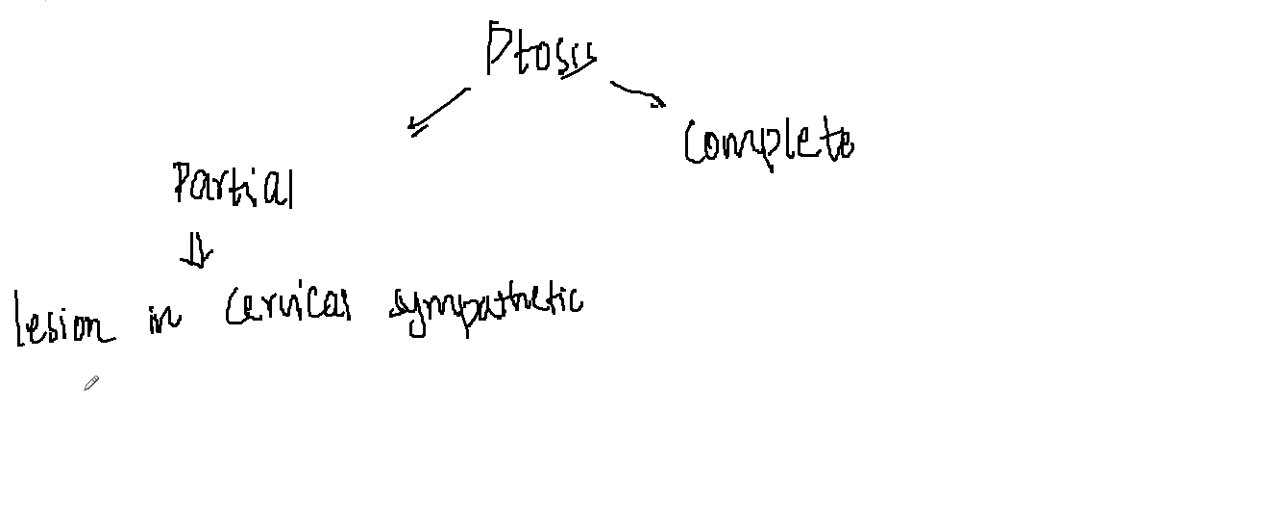 Ptosis
Complete
Partial
lesion in cervical sympathetic